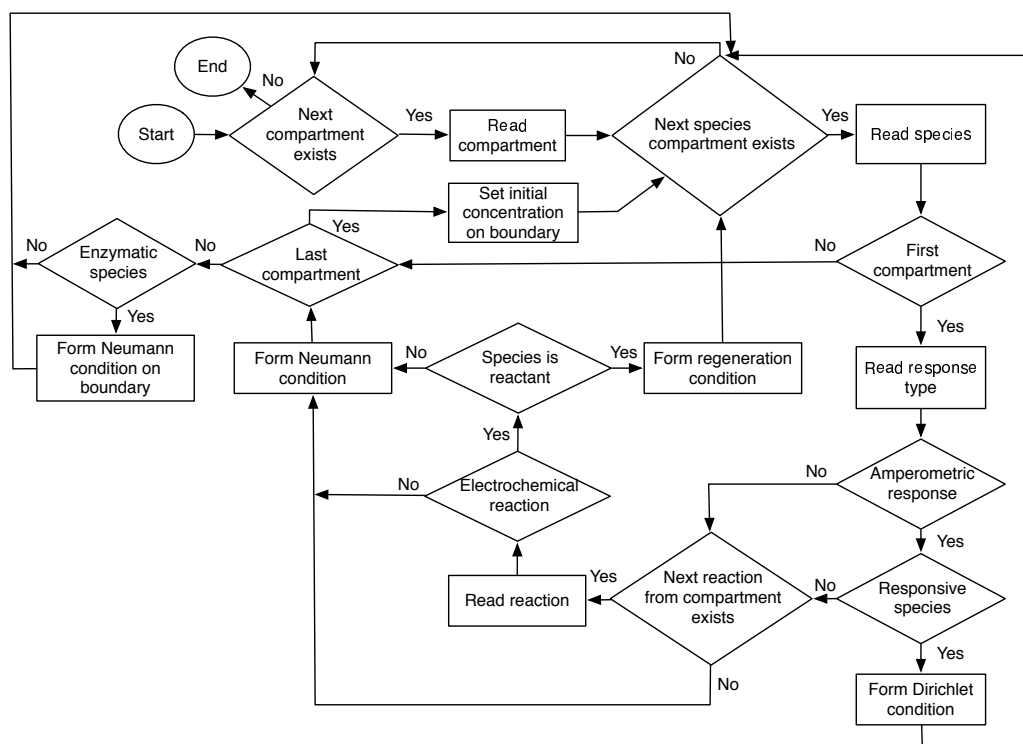 End
No
Start
Next
compartment
exists
Yes
Read
compartment
No
Next species
compartment exists
Yes
Read species
Set initial
concentration
on boundary
Yes
No
Enzymatic
species
No
Last
compartment
No
First
compartment
Yes
Form Neumann
condition on
boundary
Form Neumann
condition
No
Species is
reactant
Yes
Form regeneration
condition
Yes
Read response
type
Yes
No
Electrochemical
reaction
No
Amperometric
response
Yes
Read reaction
Yes
Next reaction
from compartment
exists
No
Responsive
species
Yes
No
Form Dirichlet
condition